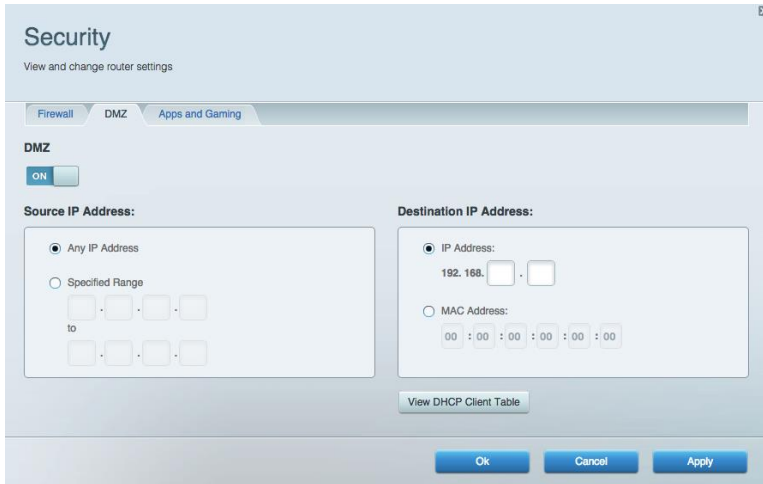 Security
View and change router settings
Firewall
DMZ
Apps and Gaming
DMZ
ON
Source IP Address:
Any IP Address
Specified Range
. . .
to
. . .
Destination IP Address:
IP Address:
192. 168. .
MAC Address:
00 : 00 : 00 : 00 : 00 : 00
View DHCP Client Table
Ok
Cancel
Apply